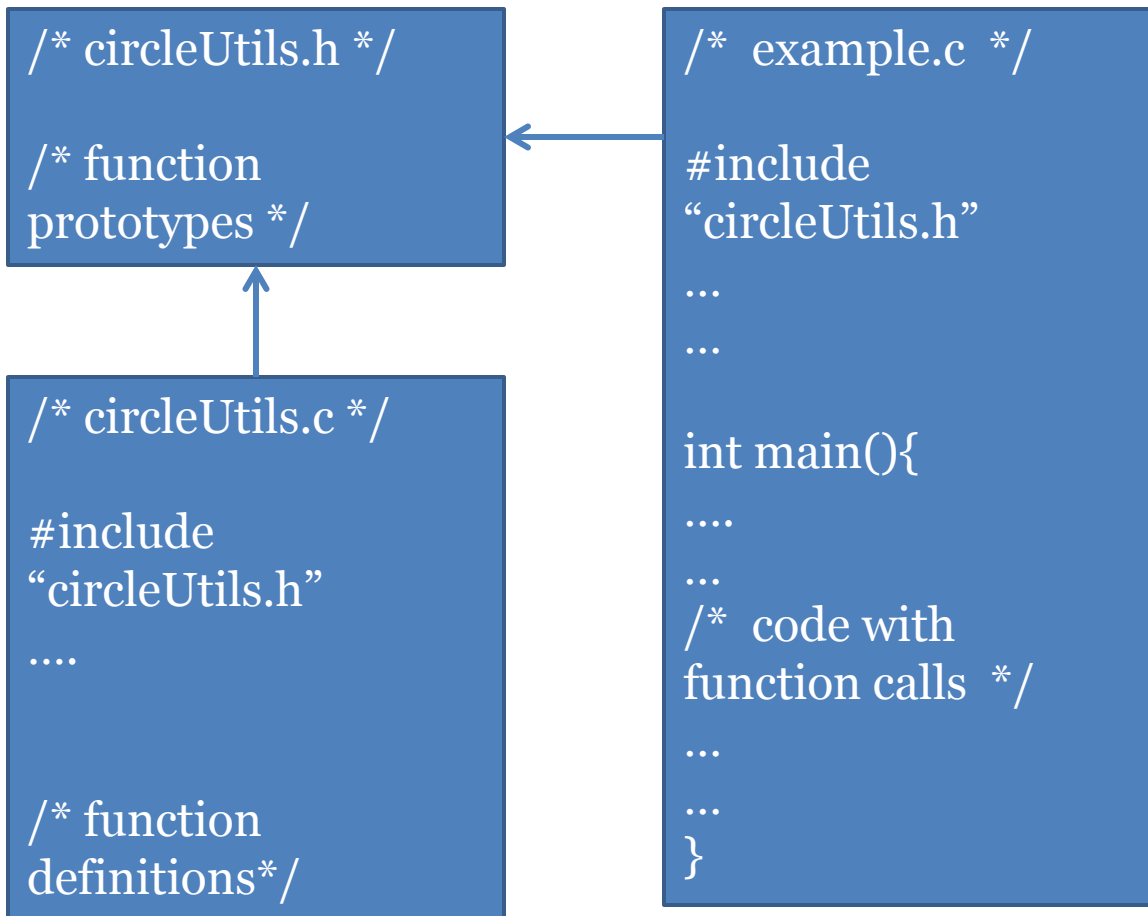 /* circleUtils.h */
/* function
prototypes */
/* circleUtils.c */
#include
“circleUtils.h”
....
/* function
definitions*/
/*  example.c  */
#include
“circleUtils.h”
...
...
int main(){
....
...
/*  code with
function calls  */
...
...
}